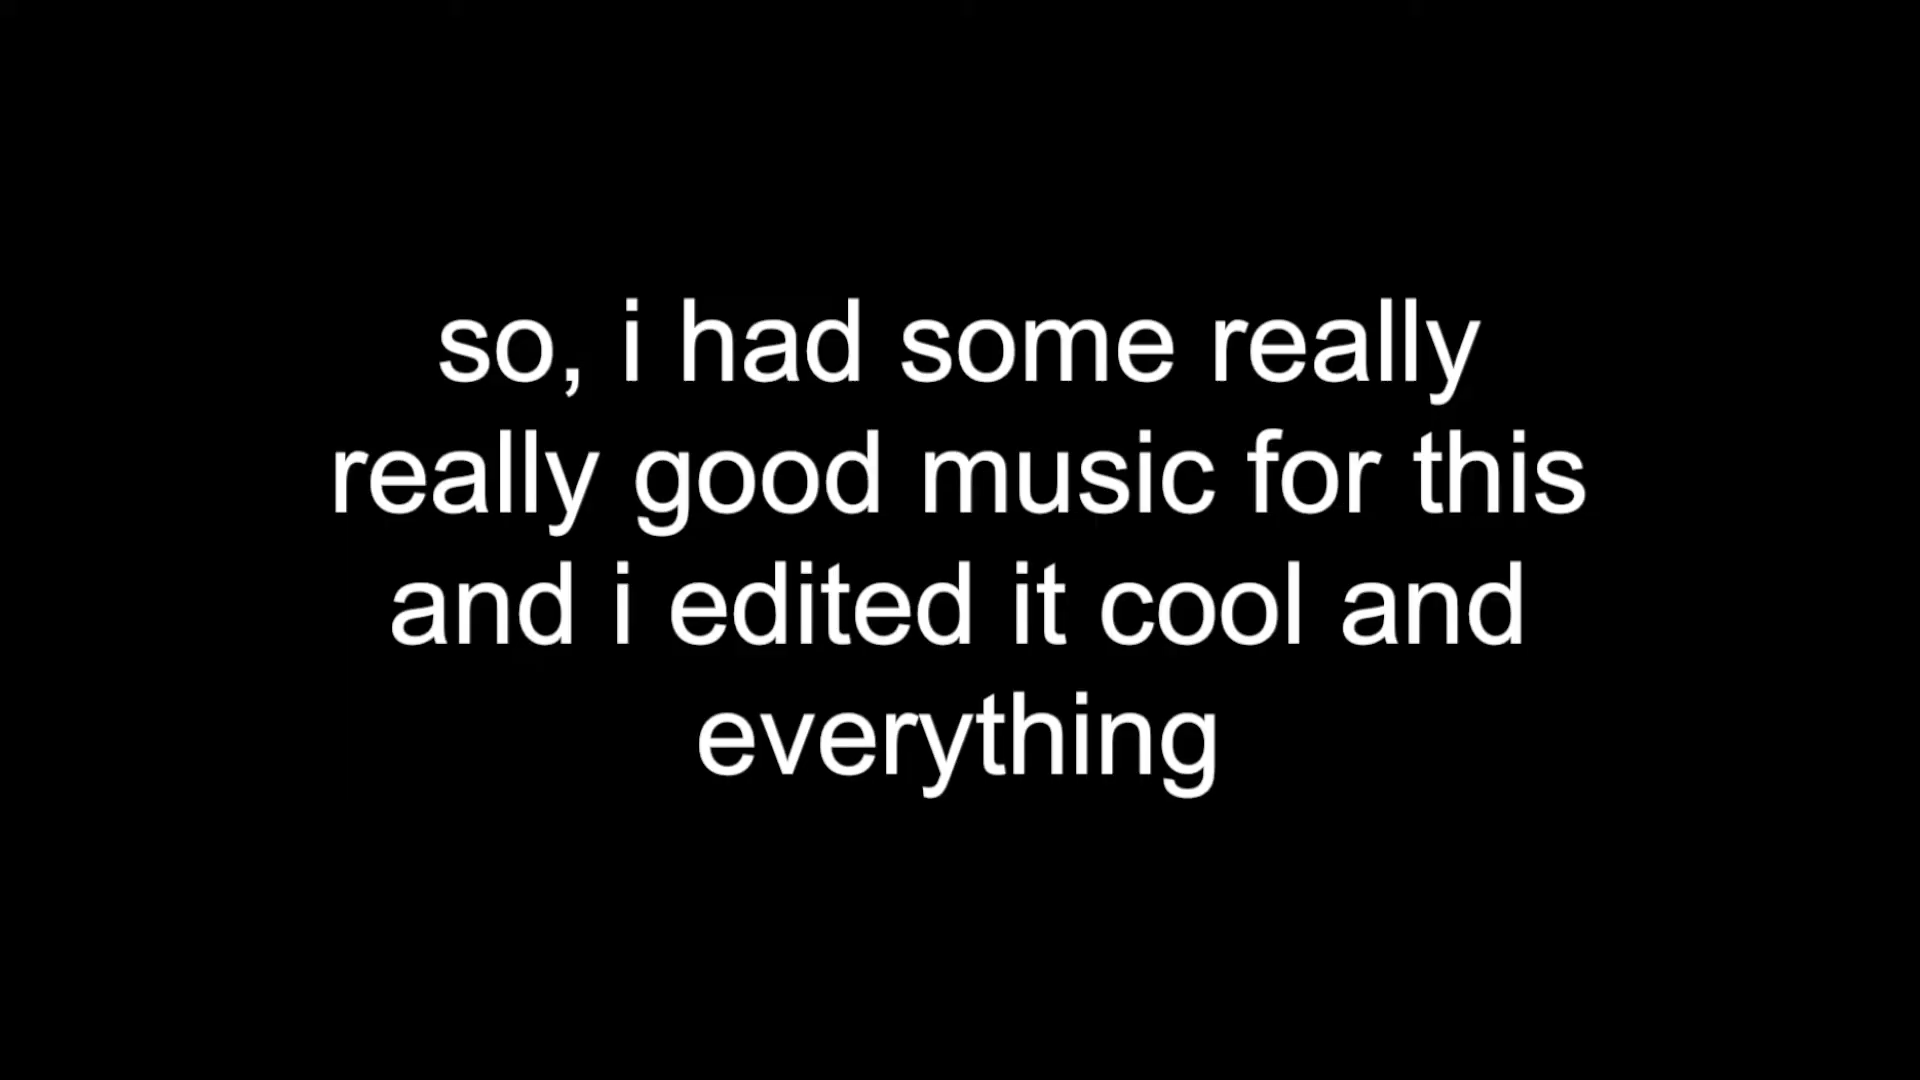 so, i had some really
really good music for this
and i edited it cool and
everything